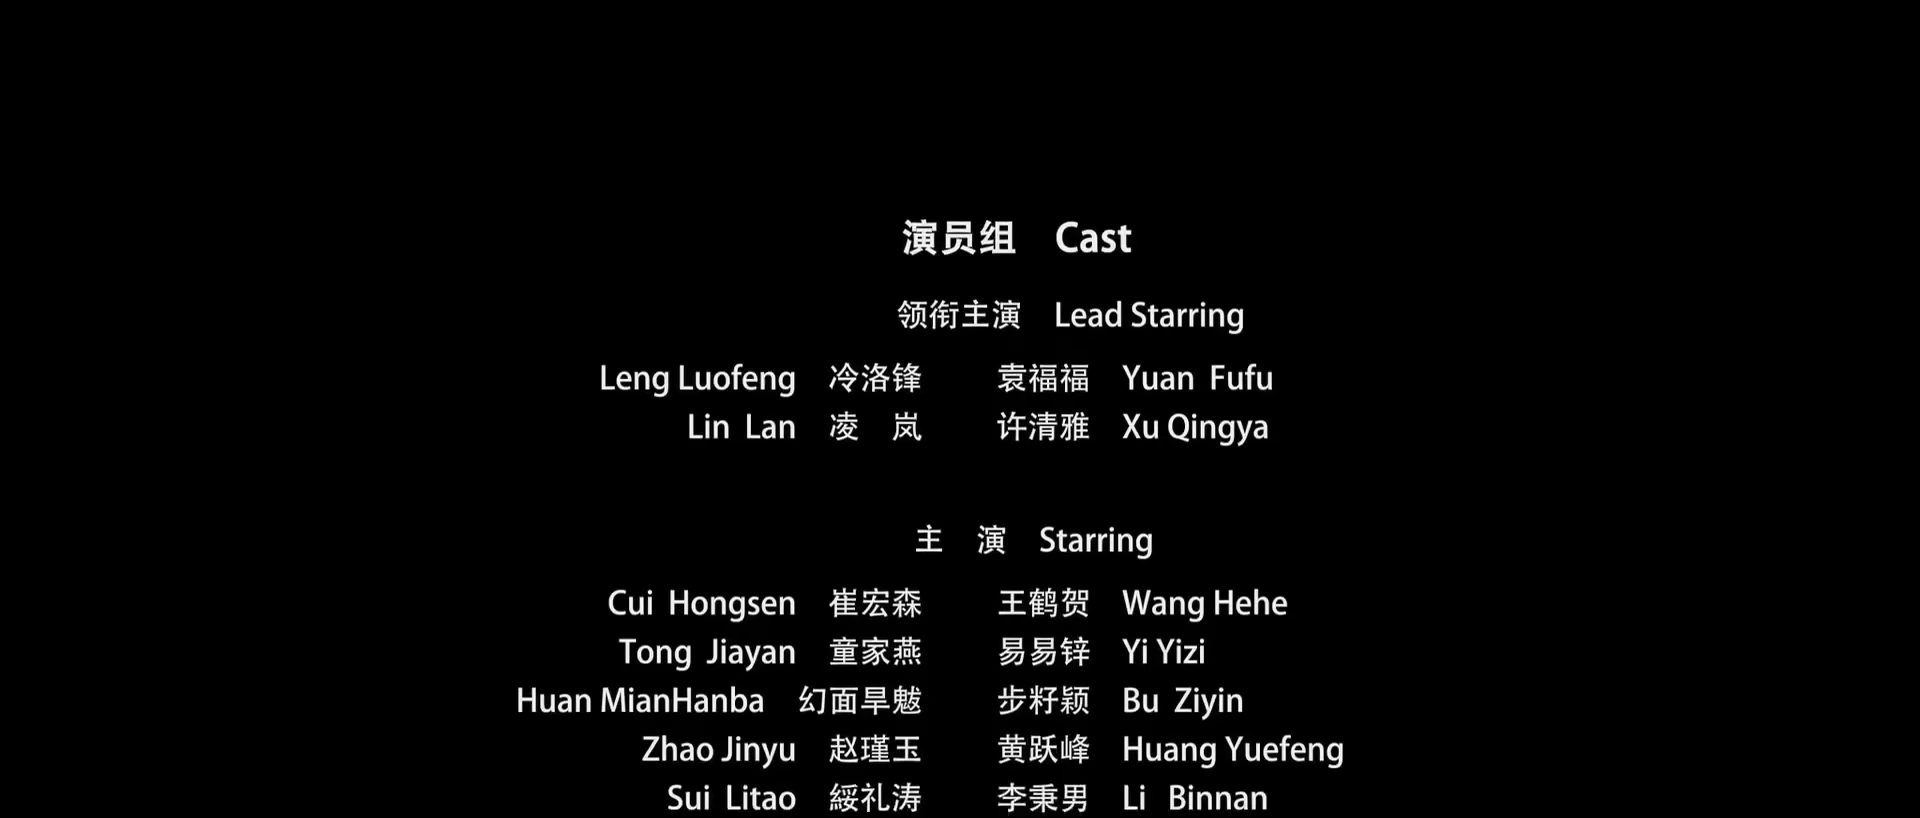 演员组 Cast
领衔主演 Lead Starring
Leng Luofeng 冷洛锋 袁福福 Yuan Fufu
Lin Lan 凌 岚 许清雅 Xu Qingya
主 演 Starring
Cui Hongsen 崔宏森 王鹤贺 Wang Hehe
Tong Jiayan 童家燕 易易锌 Yi Yizi
Huan MianHanba 幻面旱魃 步籽颖 Bu Ziyin
Zhao Jinyu 赵瑾玉 黄跃峰 Huang Yuefeng
Sui Litao 綏礼涛 李秉男 Li Binnan